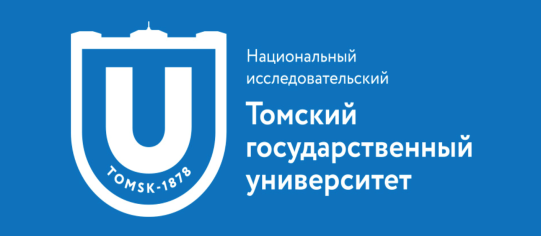 U
TOMSK-1878
Национальный
исследовательский
Томский
государственный
университет